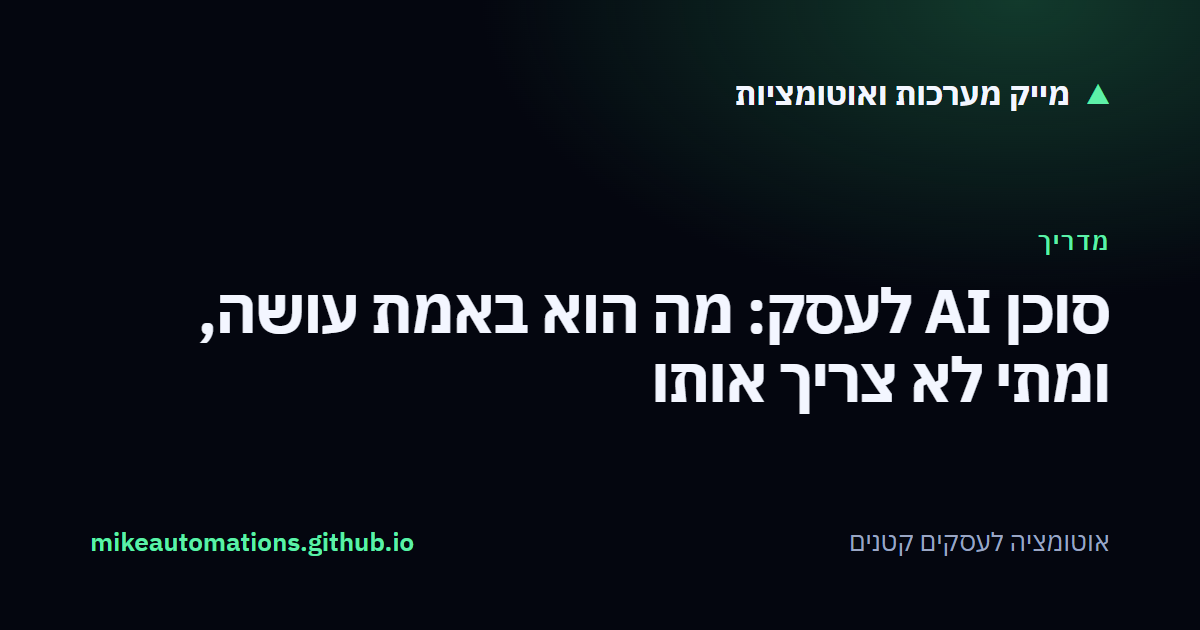 מייק מערכות ואוטומציות
מדריך
סוכן AI לעסק: מה הוא באמת עושה,
ומתי לא צריך אותו
אוטומציה לעסקים קטנים
mikeautomations.github.io